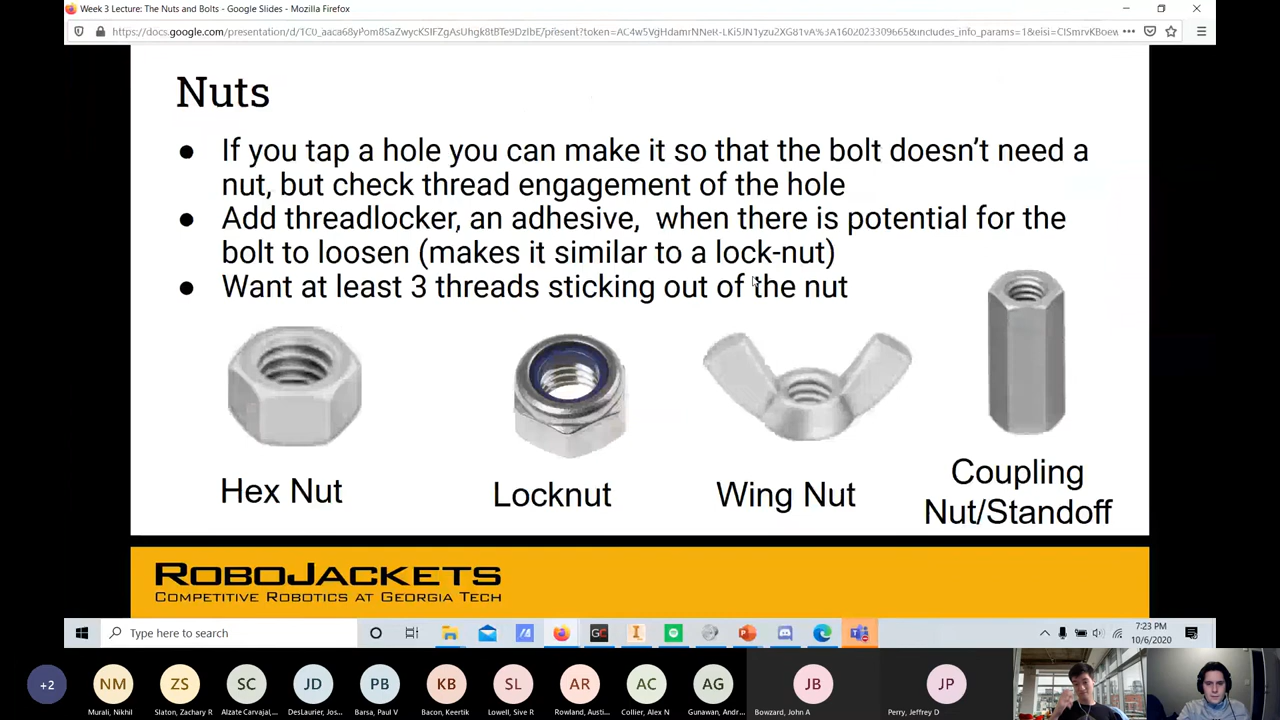 Week 3 Lecture: The Nuts and Bolts - Google Slides - Mozilla Firefox
Nuts
● If you tap a hole you can make it so that the bolt doesn't need a
nut, but check thread engagement of the hole
● Add threadlocker, an adhesive, when there is potential for the
bolt to loosen (makes it similar to a lock-nut)
● Want at least 3 threads sticking out of the nut
Hex Nut
Locknut
Wing Nut
Coupling
Nut/Standoff
ROBOJACKETS
COMPETITIVE ROBOTICS AT GEORGIA TECH
Type here to search
GC
7:23 PM
10/6/2020
+2
NM
ZS
SC
JD
PB
KB
SL
AR
AC
AG
JB
JP
Murali, Nikhil
Slaton, Zachary R
Alzate Carvajal,...
DesLaurier, Jos...
Barsa, Paul V
Bacon, Keertik
Lowell, Sive R
Rowland, Austi...
Collier, Alex N
Gunawan, Andr...
Bowzard, John A
Perry, Jeffrey D